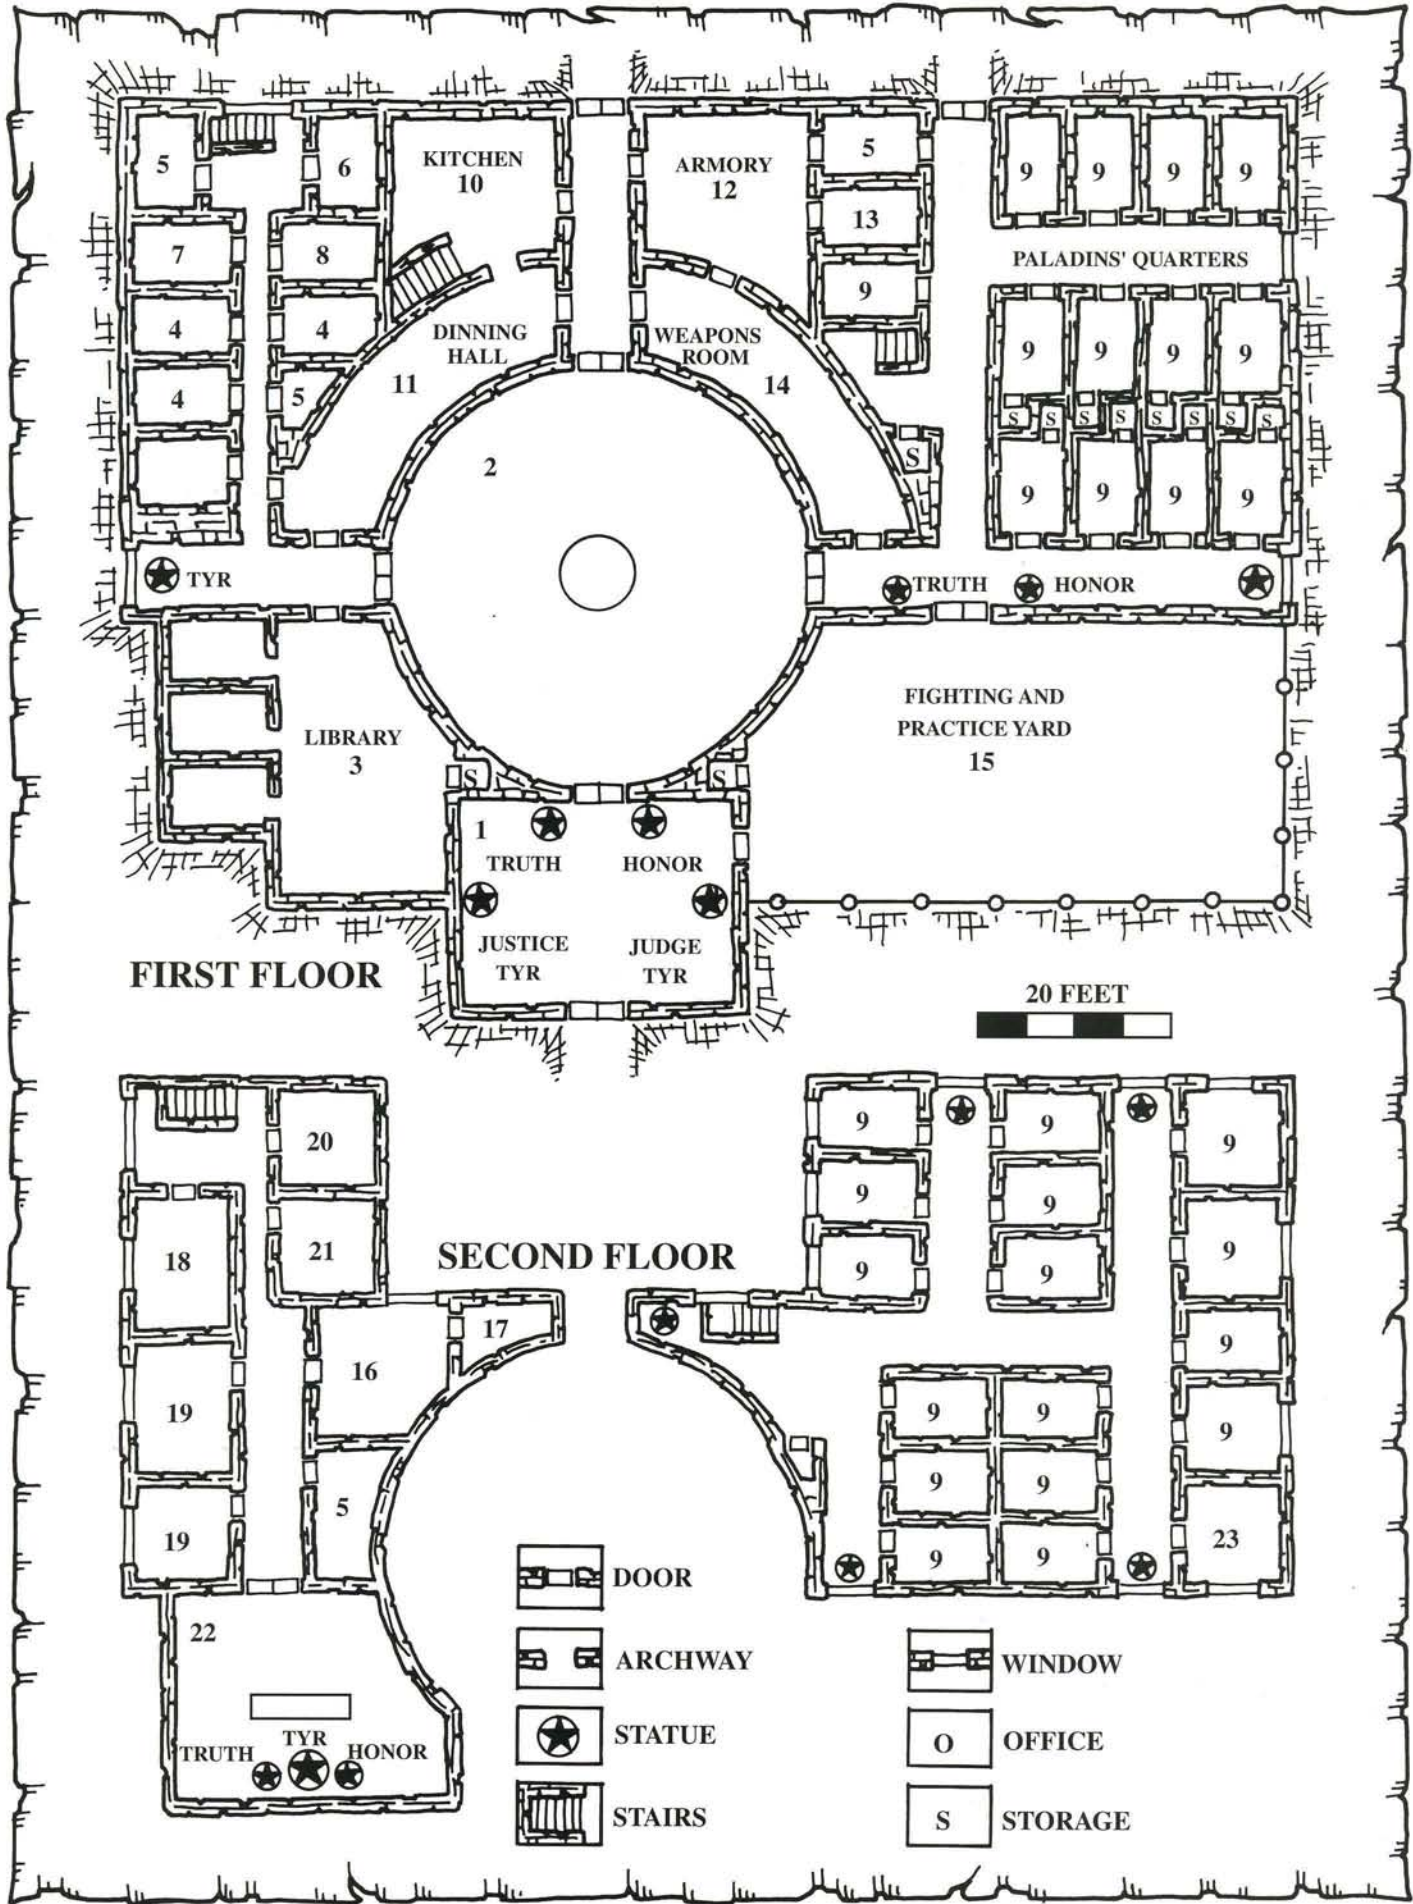 5
6
KITCHEN
10
ARMORY
12
5
9
9
9
9
7
8
13
PALADINS' QUARTERS
4
4
DINNING
HALL
11
WEAPONS
ROOM
14
9
9
9
9
9
4
5
S
S
S
S
S
S
S
S
2
S
9
9
9
9
TYR
TRUTH
HONOR
LIBRARY
3
FIGHTING AND
PRACTICE YARD
15
S
S
1
TRUTH
HONOR
JUSTICE
TYR
JUDGE
TYR
FIRST FLOOR
20 FEET
20
9
9
9
18
21
SECOND FLOOR
9
9
9
9
9
17
9
16
19
9
9
9
9
9
19
5
9
9
23
DOOR
22
ARCHWAY
WINDOW
TRUTH
TYR
HONOR
STATUE
O
OFFICE
STAIRS
S
STORAGE